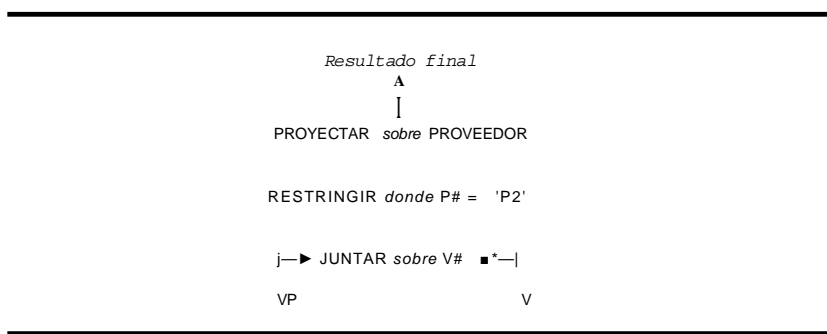 Resultado final
A
PROYECTAR sobre PROVEEDOR
RESTRINGIR donde P# = 'P2'
j—► JUNTAR sobre V# ■*—|
VP V